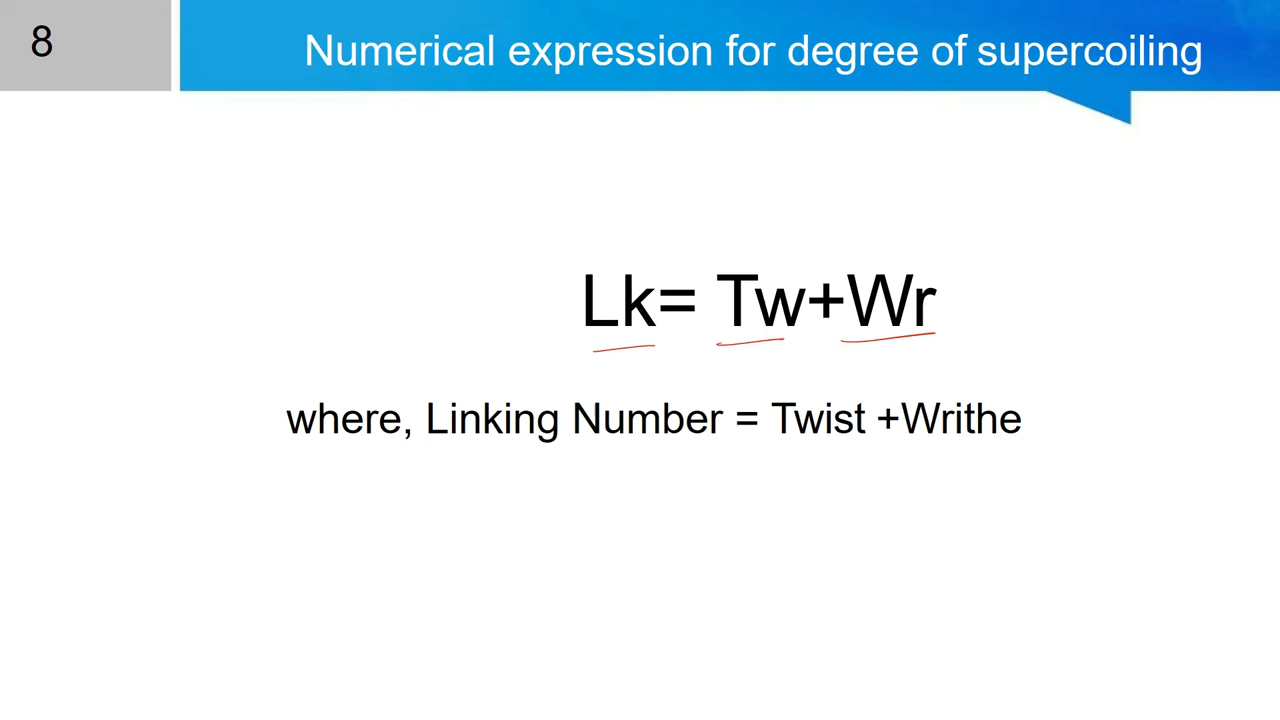 8
Numerical expression for degree of supercoiling
Lk= Tw+Wr
where, Linking Number = Twist +Writhe